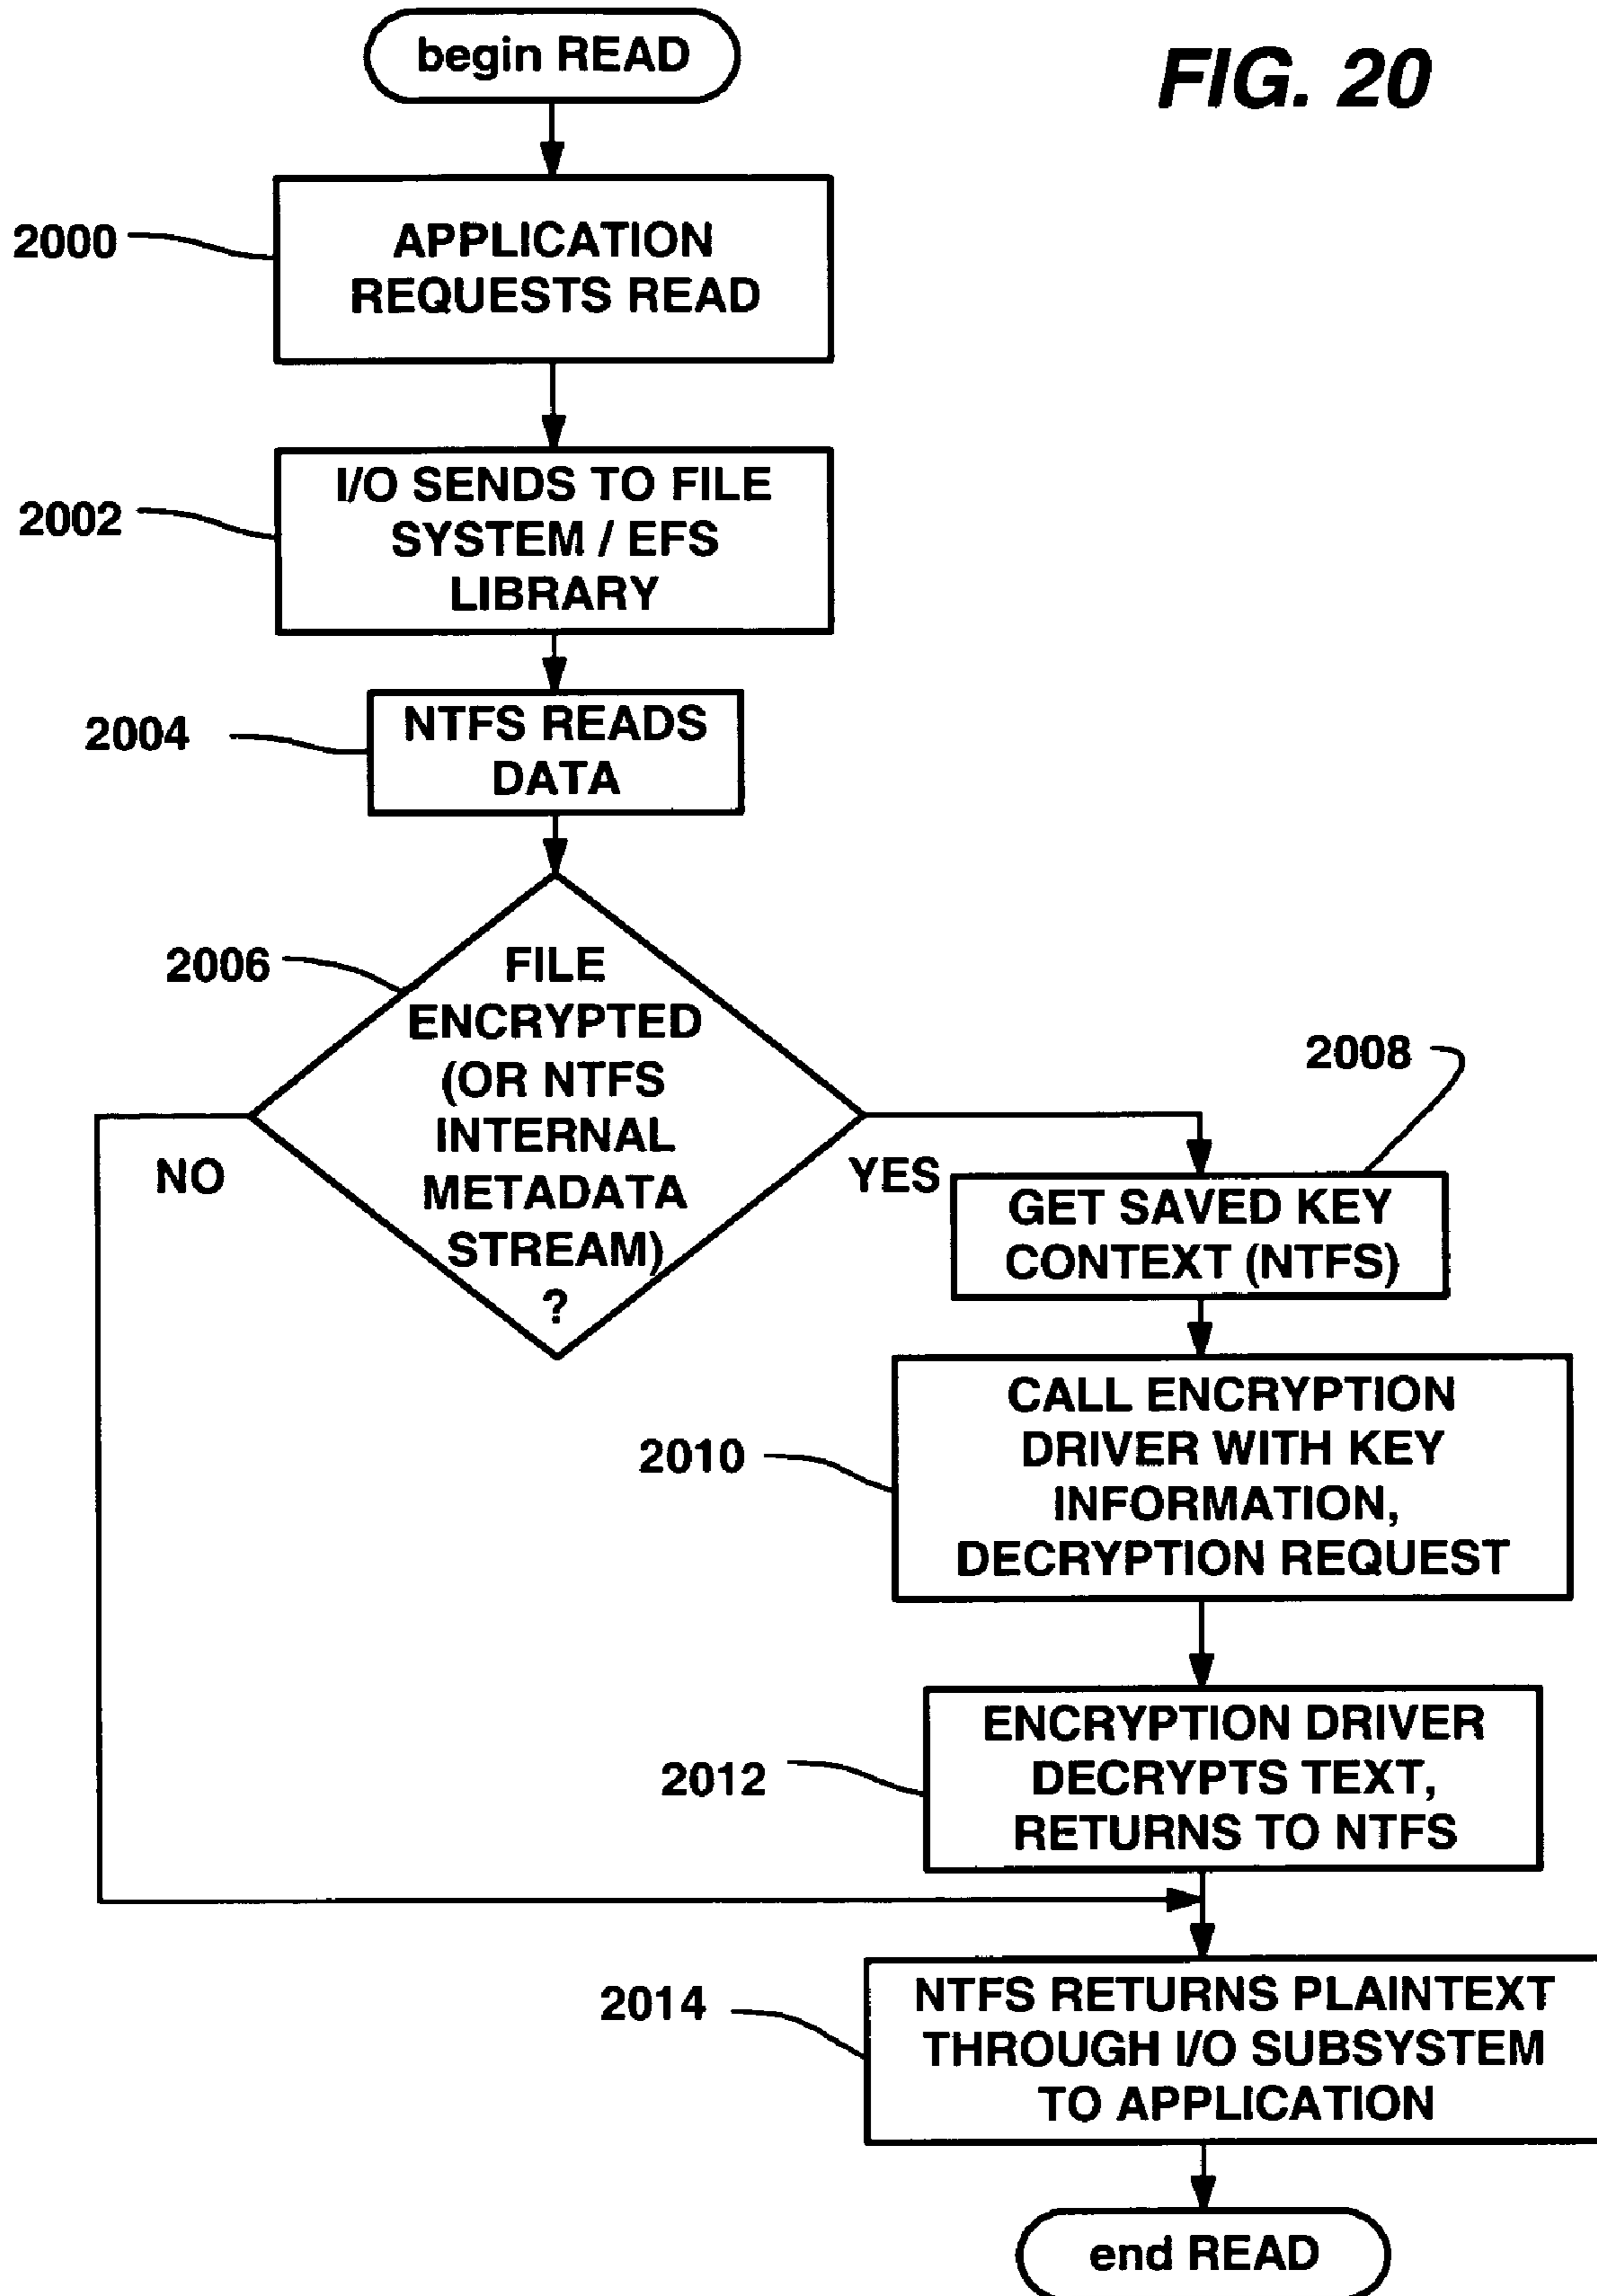 begin READ
FIG. 20
2000
APPLICATION
REQUESTS READ
2002
I/O SENDS TO FILE
SYSTEM / EFS
LIBRARY
2004
NTFS READS
DATA
2006
FILE
ENCRYPTED
(OR NTFS
INTERNAL
METADATA
STREAM)
?
NO
YES
2008
GET SAVED KEY
CONTEXT (NTFS)
2010
CALL ENCRYPTION
DRIVER WITH KEY
INFORMATION,
DECRYPTION REQUEST
2012
ENCRYPTION DRIVER
DECRYPTS TEXT,
RETURNS TO NTFS
2014
NTFS RETURNS PLAINTEXT
THROUGH I/O SUBSYSTEM
TO APPLICATION
end READ